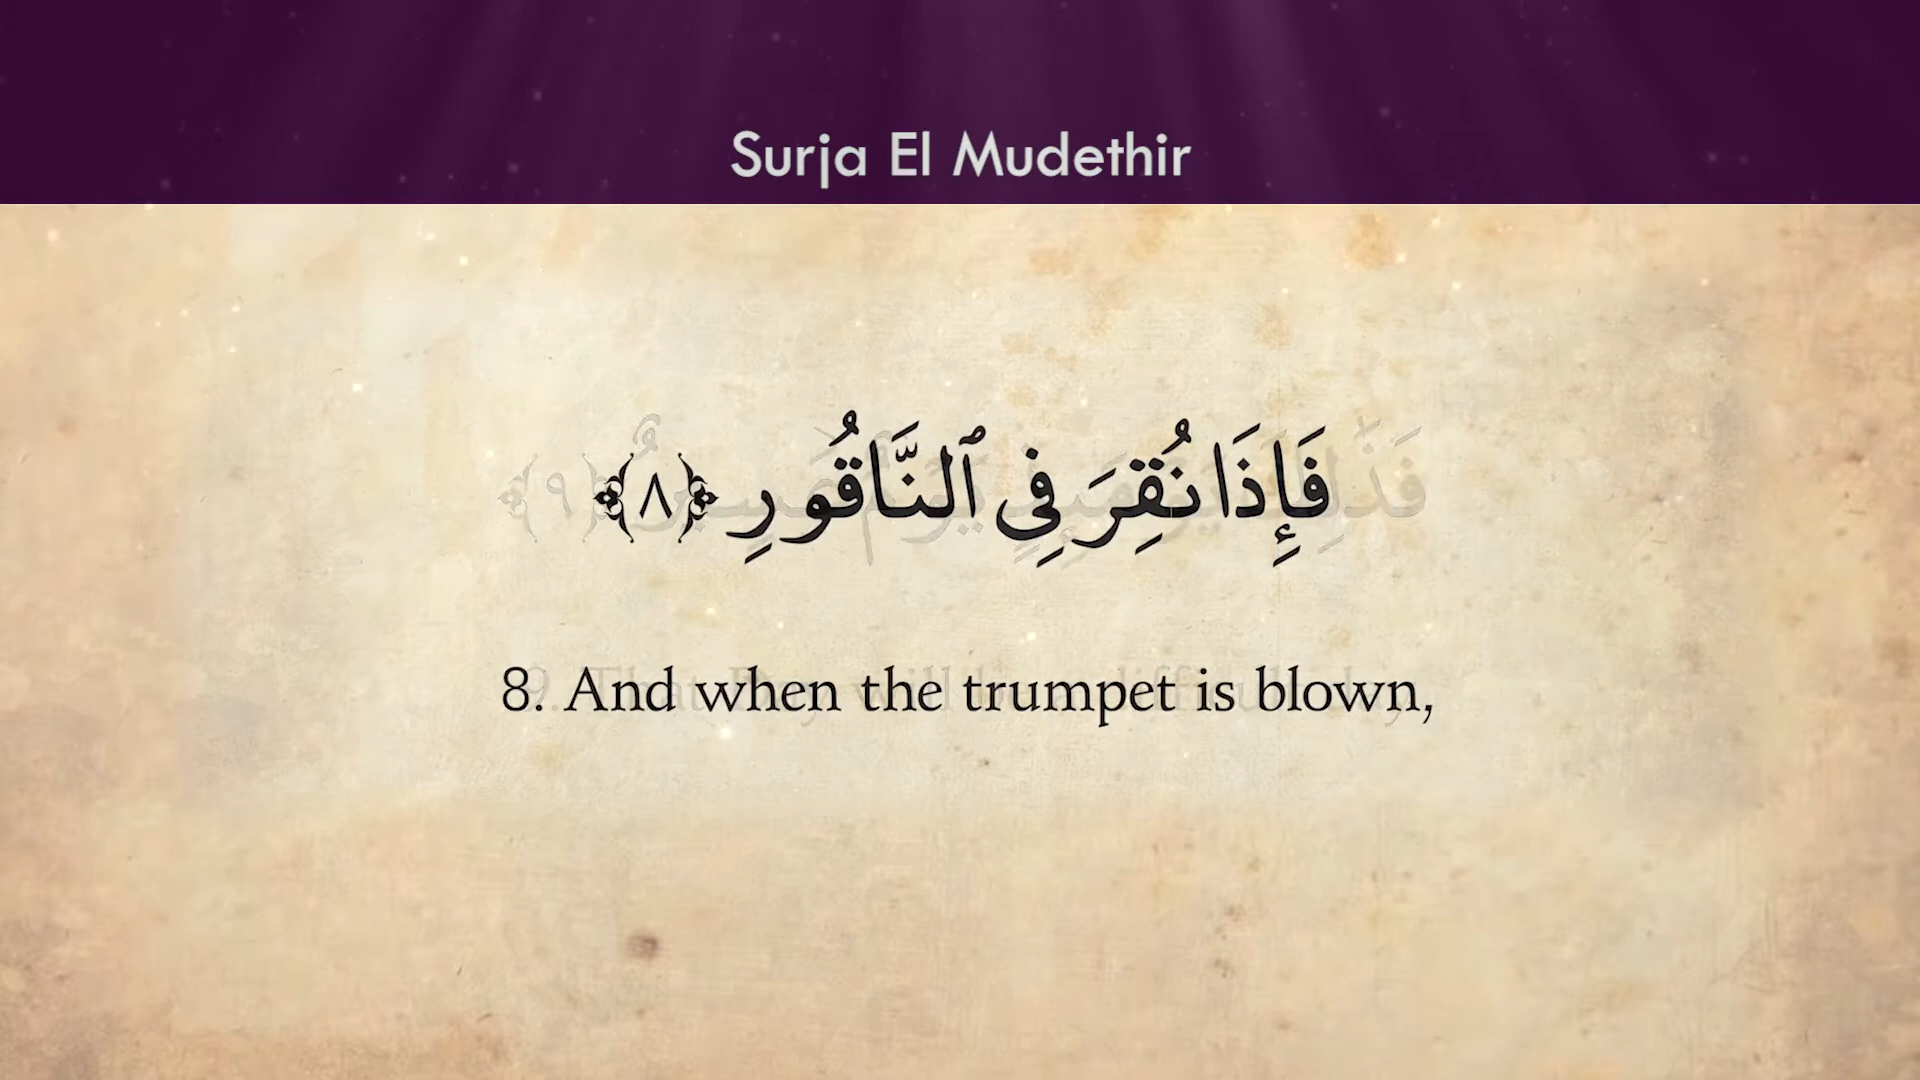 Surja El Mudethir
فَإِذَا نُقِرَ فِى ٱلنَّاقُورِ ﴿٨﴾
8. And when the trumpet is blown,